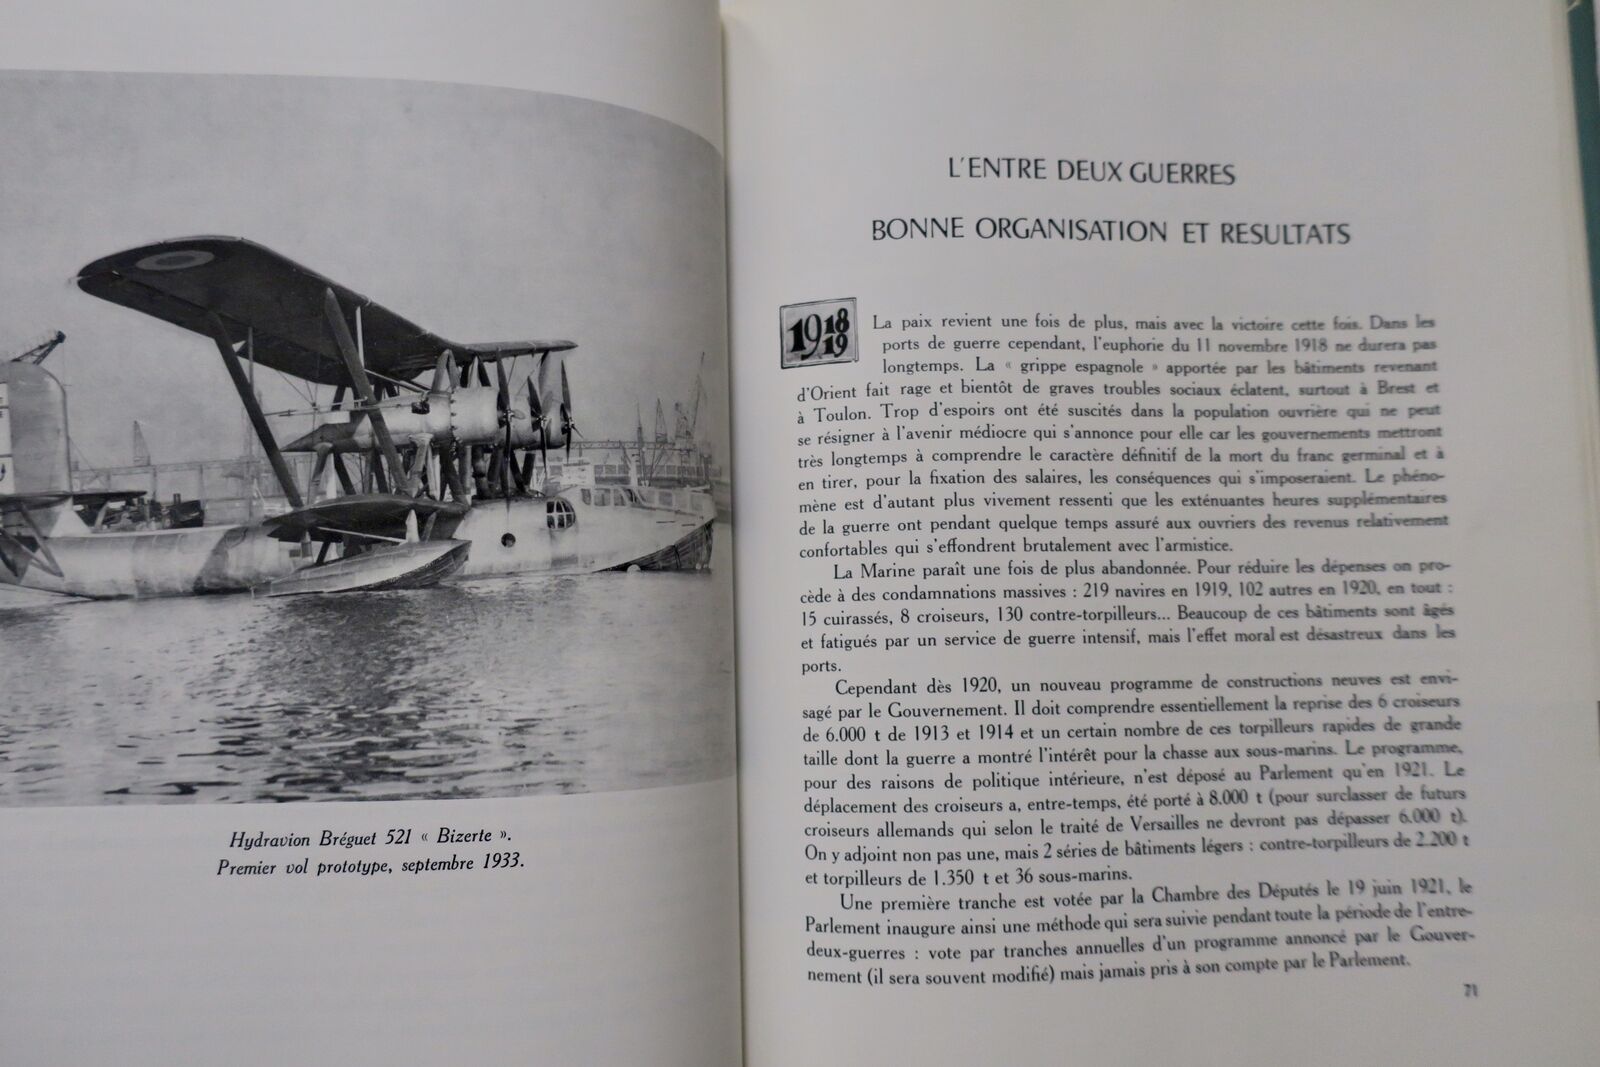 Hydravion Bréguet 521 « Bizerte ».
Premier vol prototype, septembre 1933.
L'ENTRE DEUX GUERRES
BONNE ORGANISATION ET RESULTATS
1918
19
La paix revient une fois de plus, mais avec la victoire cette fois. Dans les
ports de guerre cependant, l'euphorie du 11 novembre 1918 ne durera pas
longtemps. La « grippe espagnole » apportée par les bâtiments revenant
d'Orient fait rage et bientôt de graves troubles sociaux éclatent, surtout à Brest et
à Toulon. Trop d'espoirs ont été suscités dans la population ouvrière qui ne peut
se résigner à l'avenir médiocre qui s'annonce pour elle car les gouvernements mettront
très longtemps à comprendre le caractère définitif de la mort du franc germinal et à
en tirer, pour la fixation des salaires, les conséquences qui s'imposeraient. Le phéno-
mène est d'autant plus vivement ressenti que les exténuantes heures supplémentaires
de la guerre ont pendant quelque temps assuré aux ouvriers des revenus relativement
confortables qui s'effondrent brutalement avec l'armistice.
La Marine paraît une fois de plus abandonnée. Pour réduire les dépenses on pro-
cède à des condamnations massives : 219 navires en 1919, 102 autres en 1920, en tout :
15 cuirassés, 8 croiseurs, 130 contre-torpilleurs... Beaucoup de ces bâtiments sont âgés
et fatigués par un service de guerre intensif, mais l'effet moral est désastreux dans les
ports.
Cependant dès 1920, un nouveau programme de constructions neuves est envi-
sagé par le Gouvernement. Il doit comprendre essentiellement la reprise des 6 croiseurs
de 6.000 t de 1913 et 1914 et un certain nombre de ces torpilleurs rapides de grande
taille dont la guerre a montré l'intérêt pour la chasse aux sous-marins. Le programme,
pour des raisons de politique intérieure, n'est déposé au Parlement qu'en 1921. Le
déplacement des croiseurs a, entre-temps, été porté à 8.000 t (pour surclasser de futurs
croiseurs allemands qui selon le traité de Versailles ne devront pas dépasser 6.000 t).
On y adjoint non pas une, mais 2 séries de bâtiments légers : contre-torpilleurs de 2.200 t
et torpilleurs de 1.350 t et 36 sous-marins.
Une première tranche est votée par la Chambre des Députés le 19 juin 1921, le
Parlement inaugure ainsi une méthode qui sera suivie pendant toute la période de l'entre-
deux-guerres : vote par tranches annuelles d'un programme annoncé par le Gouver-
nement (il sera souvent modifié) mais jamais pris à son compte par le Parlement.
71